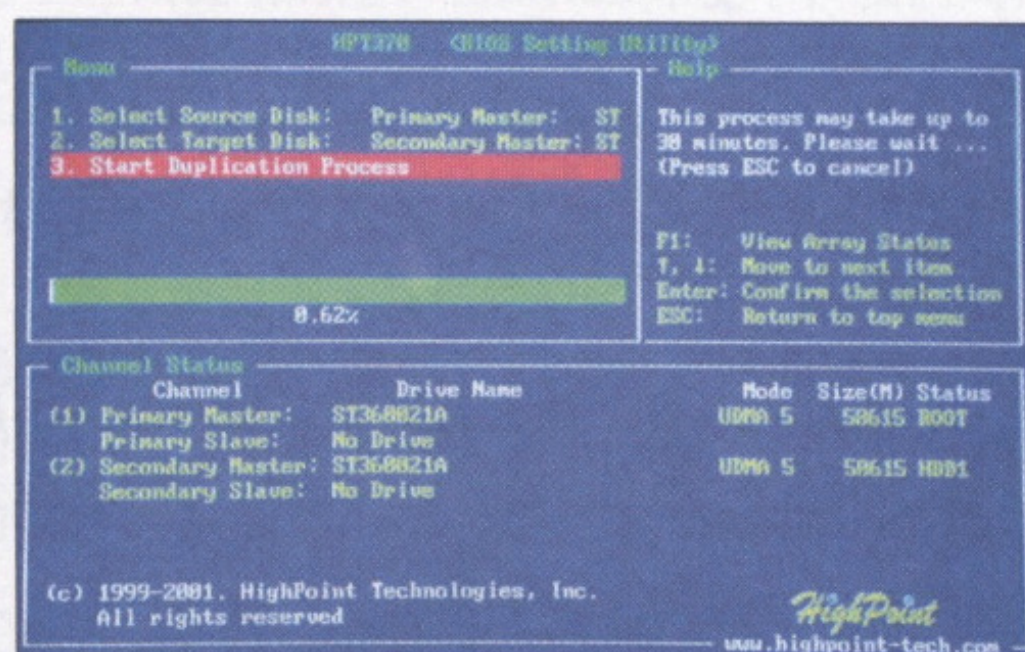 HPT370 <BIOS Setting Utility>
Menu
1. Select Source Disk: Primary Master: ST
2. Select Target Disk: Secondary Master: ST
3. Start Duplication Process
0.62%
Help
This process may take up to
30 minutes. Please wait ...
(Press ESC to cancel)
F1: View Array Status
↑, ↓: Move to next item
Enter: Confirm the selection
ESC: Return to top menu
Channel Status
Channel Drive Name Mode Size(M) Status
(1) Primary Master: ST360021A UDMA 5 58615 BOOT
Primary Slave: No Drive
(2) Secondary Master: ST360021A UDMA 5 58615 HDD1
Secondary Slave: No Drive
(c) 1999-2001. HighPoint Technologies, Inc.
All rights reserved
HighPoint
www.highpoint-tech.com